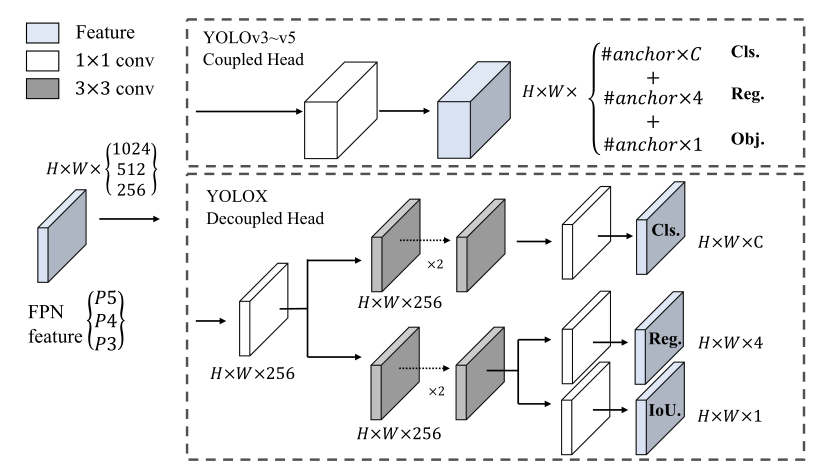 Feature
1×1 conv
3×3 conv
YOLOv3~v5
Coupled Head
H×W×
#anchor×C Cls.
+
#anchor×4 Reg.
+
#anchor×1 Obj.
H×W×
1024
512
256
FPN
feature
P5
P4
P3
YOLOX
Decoupled Head
H×W×256
×2
H×W×256
Cls.
H×W×C
×2
H×W×256
Reg.
H×W×4
IoU.
H×W×1